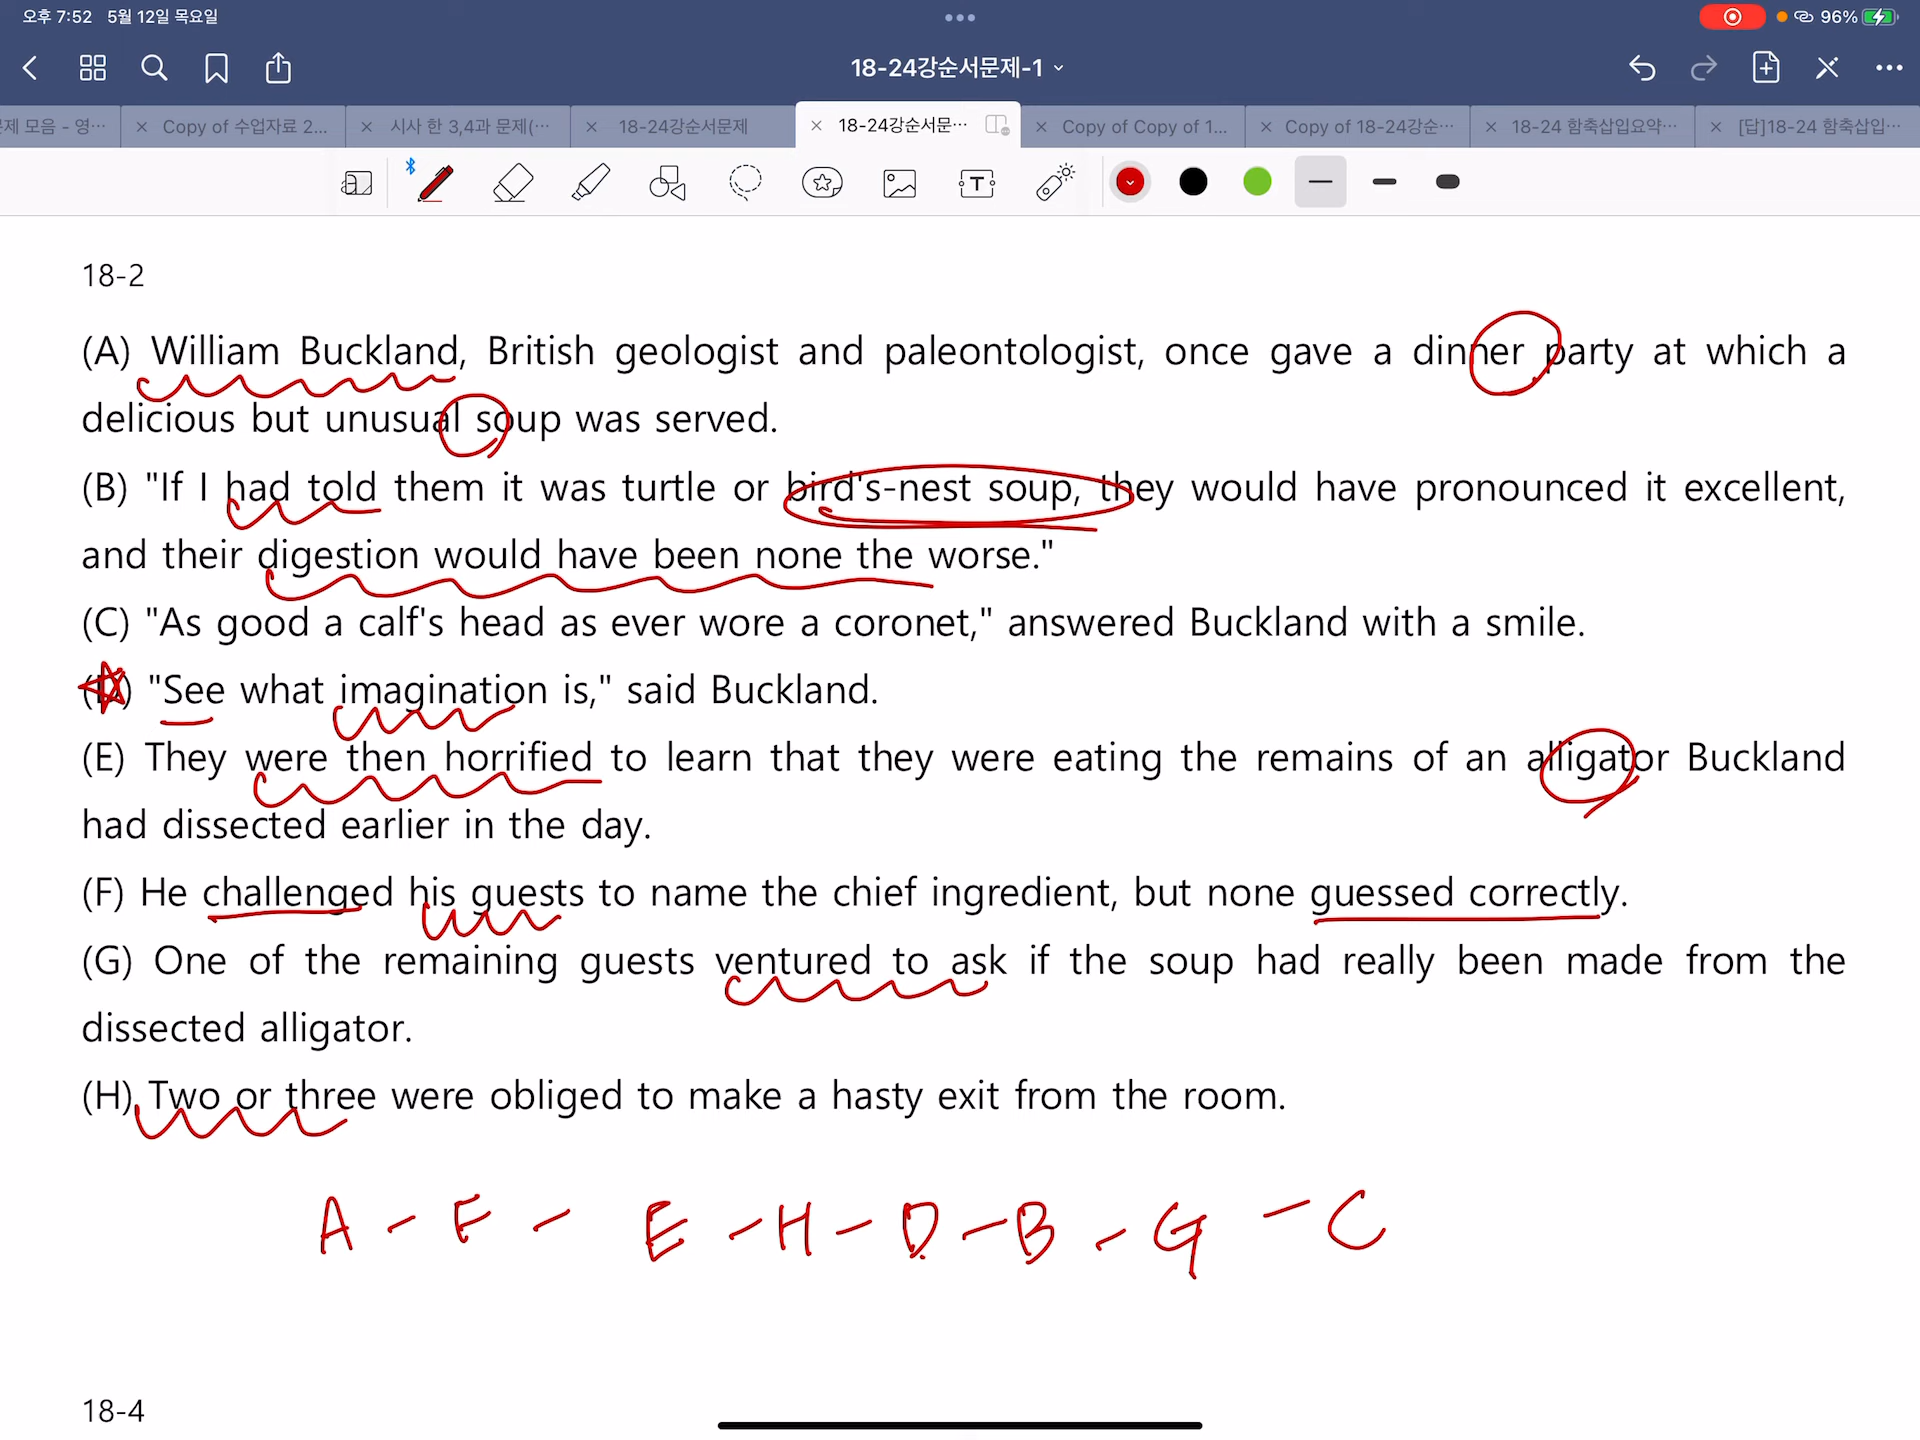 오후 7:52 5월 12일 목요일
96%
18-24강순서문제-1
제 모음 - 영…
Copy of 수업자료 2...
시사 한 3,4과 문제(…
18-24강순서문제
18-24강순서문…
Copy of Copy of 1...
Copy of 18-24강순…
18-24 함축삽입요약…
[답]18-24 함축삽입…
18-2
(A) William Buckland, British geologist and paleontologist, once gave a dinner party at which a
delicious but unusual soup was served.
(B) "If I had told them it was turtle or bird's-nest soup, they would have pronounced it excellent,
and their digestion would have been none the worse."
(C) "As good a calf's head as ever wore a coronet," answered Buckland with a smile.
(D) "See what imagination is," said Buckland.
(E) They were then horrified to learn that they were eating the remains of an alligator Buckland
had dissected earlier in the day.
(F) He challenged his guests to name the chief ingredient, but none guessed correctly.
(G) One of the remaining guests ventured to ask if the soup had really been made from the
dissected alligator.
(H) Two or three were obliged to make a hasty exit from the room.
A - F - E - H - D - B - G - C
18-4